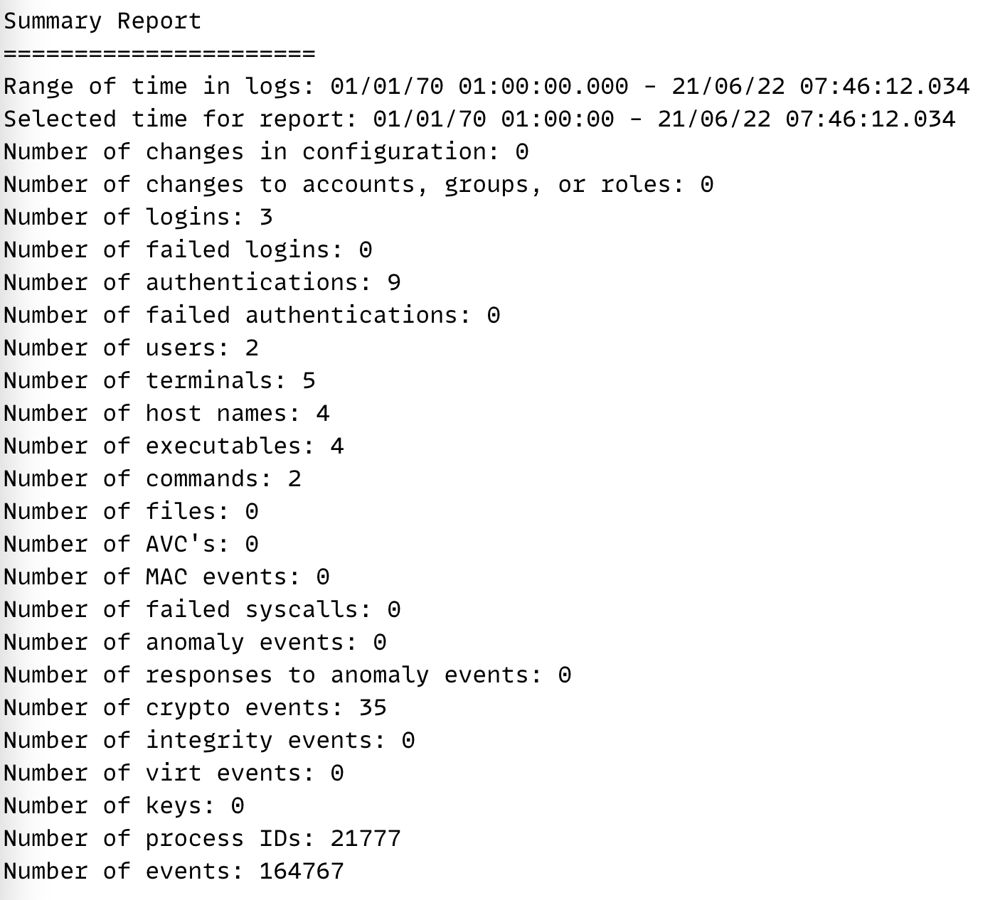 Summary Report
======================
Range of time in logs: 01/01/70 01:00:00.000 - 21/06/22 07:46:12.034
Selected time for report: 01/01/70 01:00:00 - 21/06/22 07:46:12.034
Number of changes in configuration: 0
Number of changes to accounts, groups, or roles: 0
Number of logins: 3
Number of failed logins: 0
Number of authentications: 9
Number of failed authentications: 0
Number of users: 2
Number of terminals: 5
Number of host names: 4
Number of executables: 4
Number of commands: 2
Number of files: 0
Number of AVC's: 0
Number of MAC events: 0
Number of failed syscalls: 0
Number of anomaly events: 0
Number of responses to anomaly events: 0
Number of crypto events: 35
Number of integrity events: 0
Number of virt events: 0
Number of keys: 0
Number of process IDs: 21777
Number of events: 164767